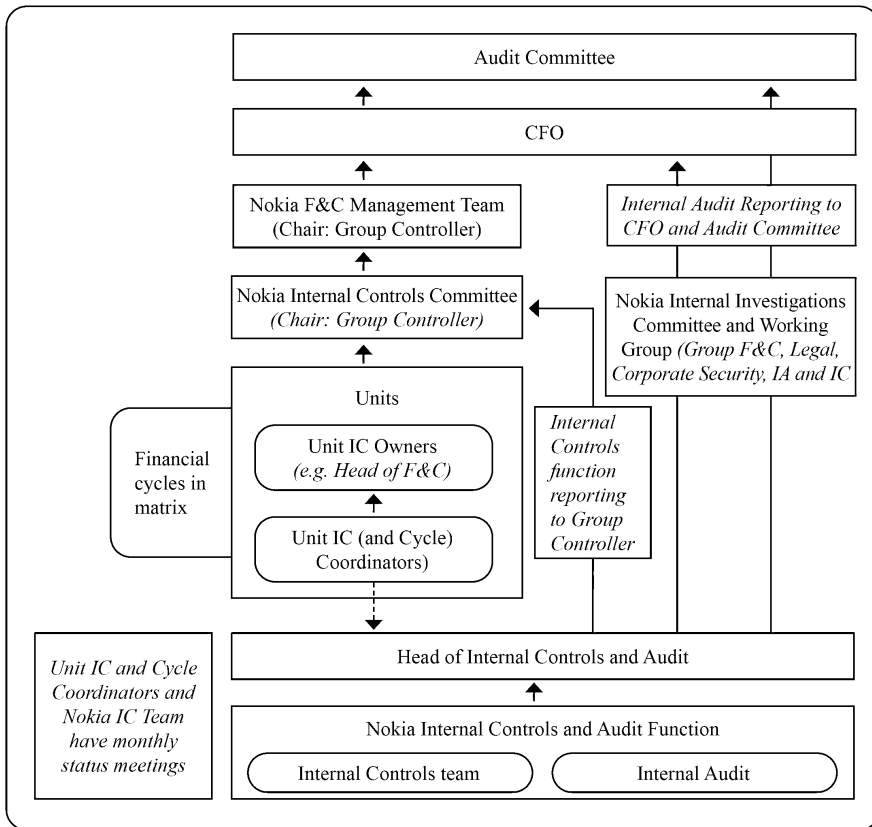 Audit Committee
CFO
Nokia F&C Management Team
(Chair: Group Controller)
Internal Audit Reporting to
CFO and Audit Committee
Nokia Internal Controls Committee
(Chair: Group Controller)
Nokia Internal Investigations
Committee and Working
Group (Group F&C, Legal,
Corporate Security, IA and IC
Units
Unit IC Owners
(e.g. Head of F&C)
Financial
cycles in
matrix
Unit IC (and Cycle)
Coordinators)
Internal
Controls
function
reporting
to Group
Controller
Head of Internal Controls and Audit
Unit IC and Cycle
Coordinators and
Nokia IC Team
have monthly
status meetings
Nokia Internal Controls and Audit Function
Internal Controls team
Internal Audit